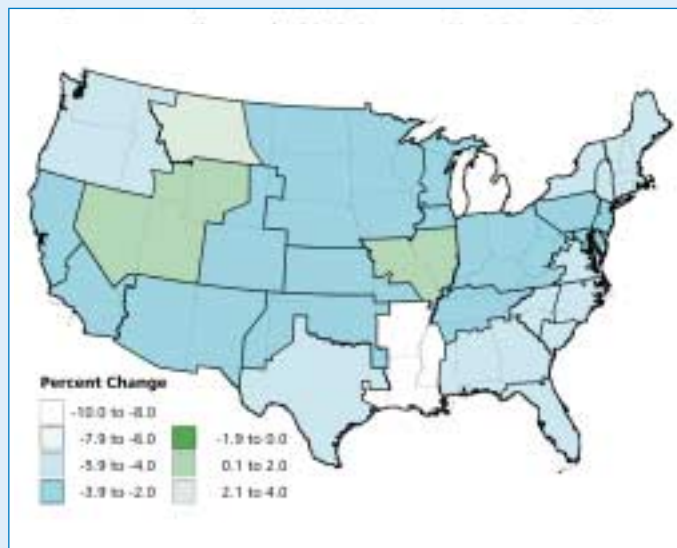 Percent Change
-10.0 to -8.0
-7.9 to -6.0
-5.9 to -4.0
-3.9 to -2.0
-1.9 to 0.0
0.1 to 2.0
2.1 to 4.0